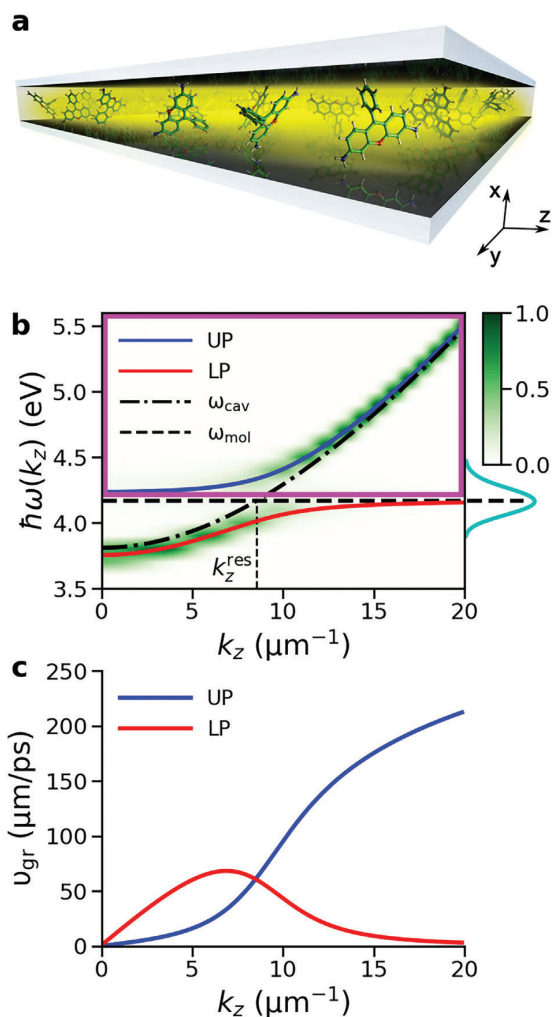 a
x
z
y
b
ħω(k_z) (eV)
5.5
5.0
4.5
4.0
3.5
UP
LP
ω_cav
ω_mol
k_z^res
1.0
0.5
0.0
0
5
10
15
20
k_z (μm⁻¹)
c
υ_gr (μm/ps)
250
200
150
100
50
0
UP
LP
0
5
10
15
20
k_z (μm⁻¹)